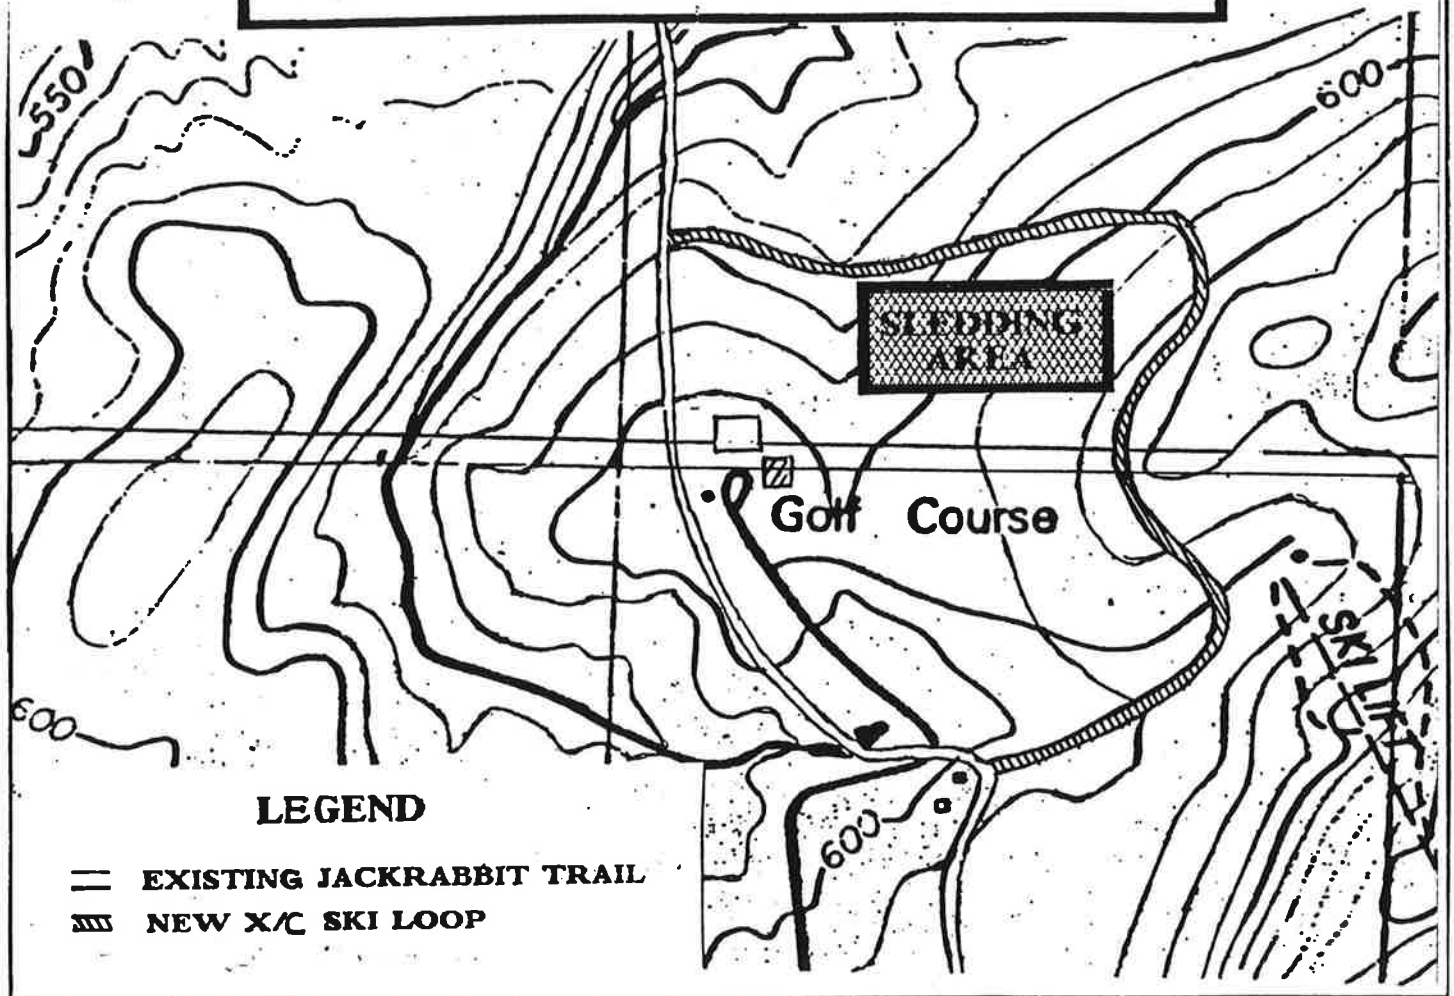 550
600
SLEDDING
AREA
Golf Course
SKI LIFT
600
600
LEGEND
EXISTING JACKRABBIT TRAIL
NEW X/C SKI LOOP